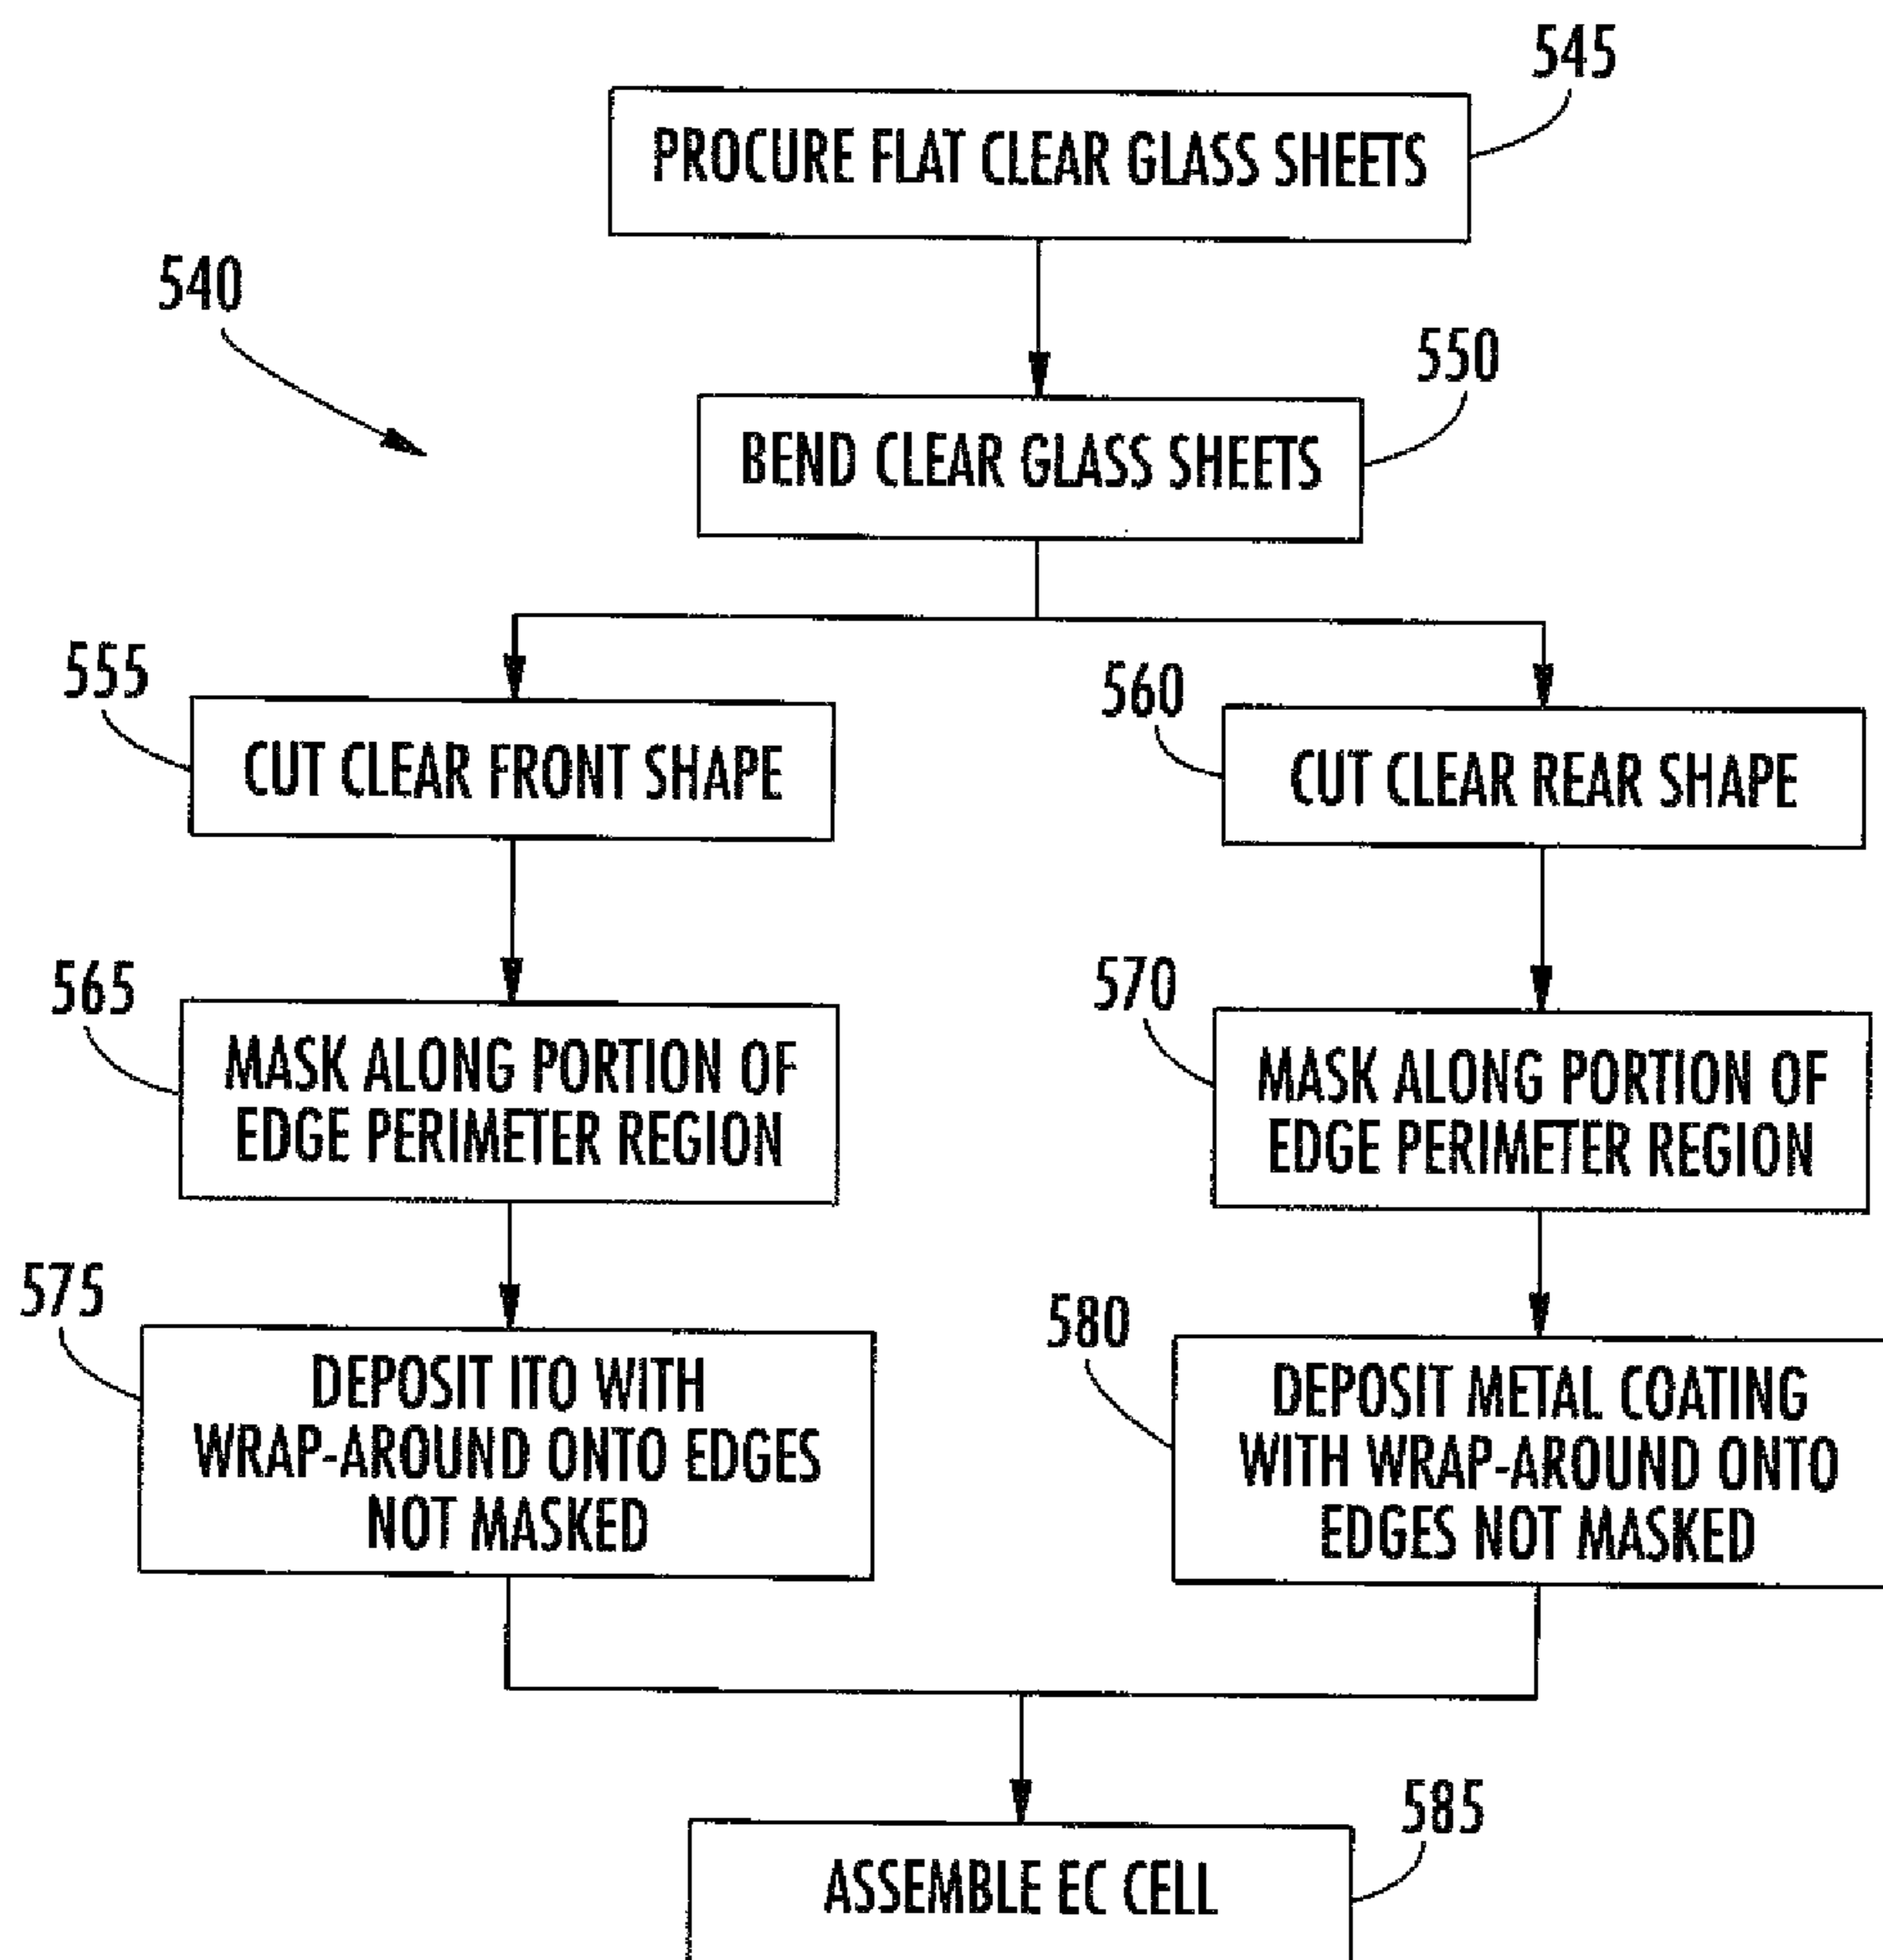 545
PROCURE FLAT CLEAR GLASS SHEETS
540
550
BEND CLEAR GLASS SHEETS
555
CUT CLEAR FRONT SHAPE
560
CUT CLEAR REAR SHAPE
565
MASK ALONG PORTION OF
EDGE PERIMETER REGION
570
MASK ALONG PORTION OF
EDGE PERIMETER REGION
575
DEPOSIT ITO WITH
WRAP-AROUND ONTO EDGES
NOT MASKED
580
DEPOSIT METAL COATING
WITH WRAP-AROUND ONTO
EDGES NOT MASKED
585
ASSEMBLE EC CELL